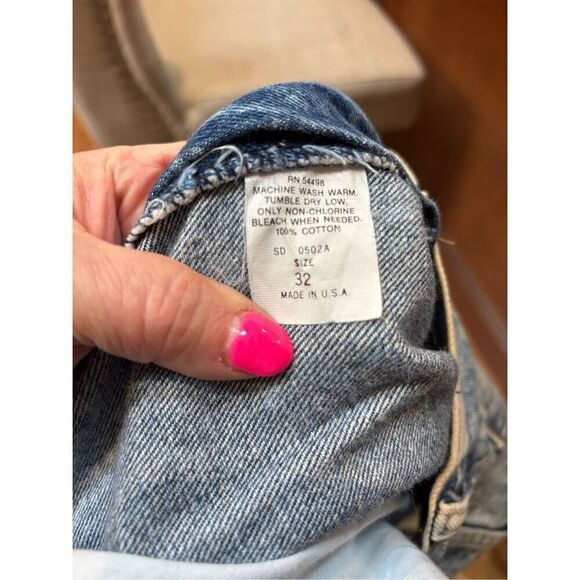 RN 54498
MACHINE WASH WARM.
TUMBLE DRY LOW,
ONLY NON-CHLORINE
BLEACH WHEN NEEDED.
100% COTTON
SD 0502A
SIZE
32
MADE IN U.S.A.